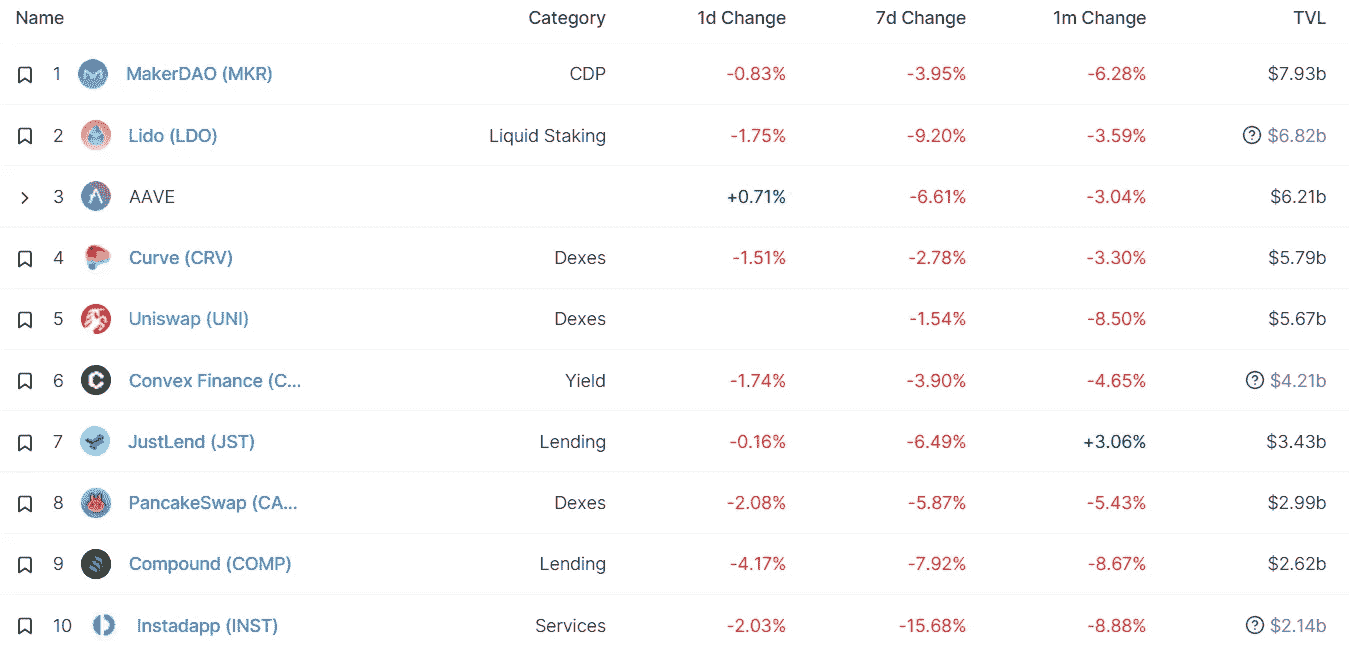 Name Category 1d Change 7d Change 1m Change TVL
1 MakerDAO (MKR) CDP -0.83% -3.95% -6.28% $7.93b
2 Lido (LDO) Liquid Staking -1.75% -9.20% -3.59% ? $6.82b
3 AAVE +0.71% -6.61% -3.04% $6.21b
4 Curve (CRV) Dexes -1.51% -2.78% -3.30% $5.79b
5 Uniswap (UNI) Dexes -1.54% -8.50% $5.67b
6 Convex Finance (C... Yield -1.74% -3.90% -4.65% ? $4.21b
7 JustLend (JST) Lending -0.16% -6.49% +3.06% $3.43b
8 PancakeSwap (CA... Dexes -2.08% -5.87% -5.43% $2.99b
9 Compound (COMP) Lending -4.17% -7.92% -8.67% $2.62b
10 Instadapp (INST) Services -2.03% -15.68% -8.88% ? $2.14b